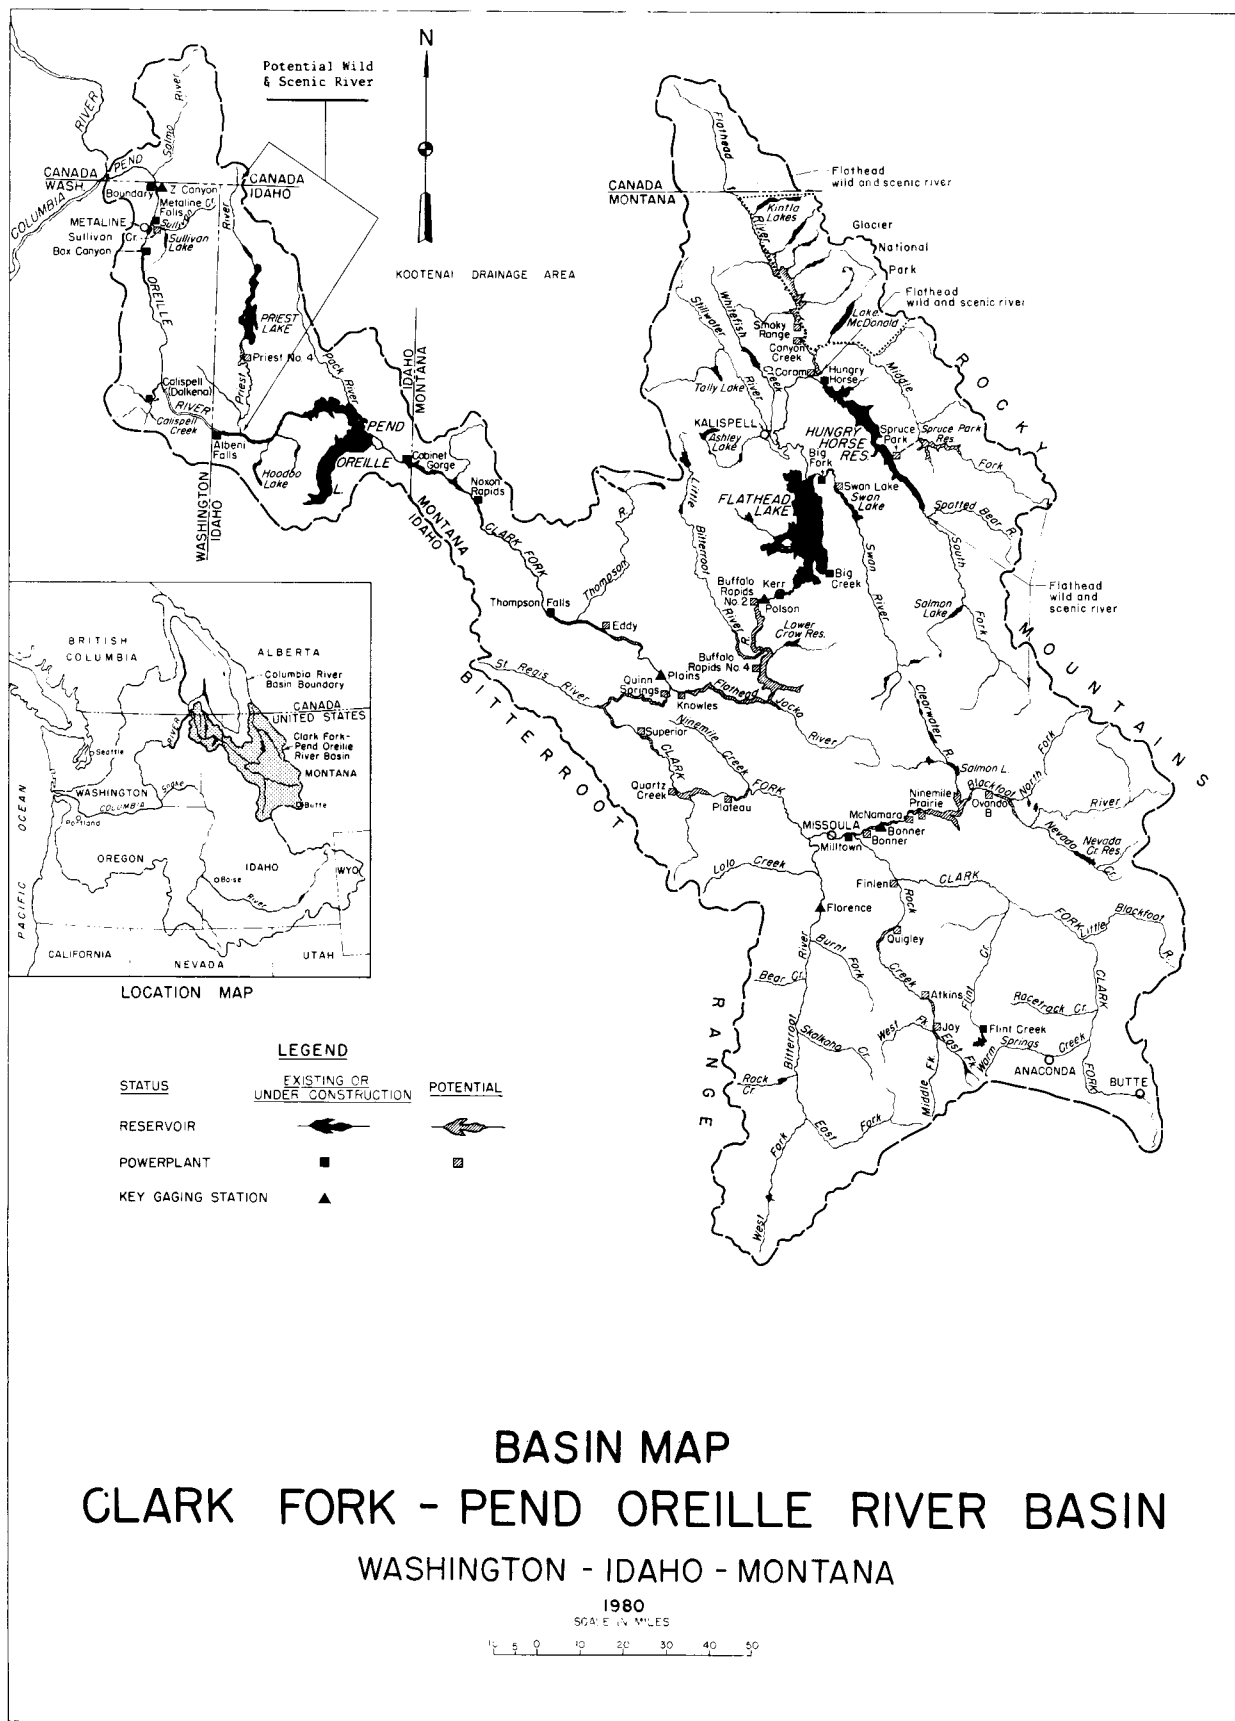 Potential Wild
& Scenic River
N
RIVER
Salmo
River
PEND
CANADA
WASH.
COLUMBIA
CANADA
IDAHO
River
Boundary
Z Canyon
Metaline
Falls
METALINE
Sullivan
Cr.
Sullivan Cr.
Sullivan
Lake
Box Canyon
OREILLE
PRIEST
LAKE
Priest No. 4
Priest
Calispell
(Dalkena)
RIVER
Calispell
Creek
Albeni
Falls
WASHINGTON
IDAHO
Hoodoo
Lake
Pack
River
PEND
OREILLE
L.
IDAHO
MONTANA
KOOTENAI DRAINAGE AREA
Cabinet
Gorge
Noxon
Rapids
MONTANA
IDAHO
CLARK FORK
Thompson R.
Thompson Falls
Eddy
CANADA
MONTANA
Flathead
River
Flathead
wild and scenic river
Kintla
Lakes
Glacier
National
Park
Flathead
wild and scenic river
Lake
McDonald
Smoky
Range
Canyon
Creek
Coram
Hungry
Horse
Stillwater
River
Whitefish
Creek
Tally Lake
KALISPELL
Ashley
Lake
HUNGRY
HORSE
RES.
Middle
Fork
Spruce
Park
Spruce Park
Res.
Big
Fork
Swan Lake
Swan
Lake
FLATHEAD
LAKE
Spotted Bear R.
South
Fork
Little
Bitterroot
River
Buffalo
Rapids
No. 2
Kerr
Polson
Big
Creek
Swan
River
Salmon
Lake
Flathead
wild and
scenic river
ROCKY
MOUNTAINS
Lower
Crow Res.
Buffalo
Rapids No. 4
R.
St. Regis
River
Quinn
Springs
Plains
Knowles
Flathead
Jocko
River
BITTERROOT
RANGE
Superior
CLARK
FORK
Ninemile
Creek
Quartz
Creek
Plateau
Clearwater
R.
Salmon L.
Blackfoot
North
Fork
Ovando
B
River
Ninemile
Prairie
McNamara
MISSOULA
Milltown
Bonner
Bonner
Nevada
Cr.
Nevada
Cr. Res.
Lolo Creek
Finlen
CLARK
FORK
Little
Blackfoot
R.
Rock
Creek
Florence
River
Burnt
Fork
Quigley
Bear Cr.
Flint
Cr.
CLARK
FORK
Atkins
Racetrack Cr.
Bitterroot
Skalkaho
Cr.
West
Fk.
Joy
East
Fk.
Flint Creek
Warm
Springs
Creek
ANACONDA
BUTTE
Rock
Cr.
Middle
Fk.
East
Fork
West
Fork
BRITISH
COLUMBIA
ALBERTA
Columbia River
Basin Boundary
CANADA
UNITED STATES
RIVER
Clark Fork-
Pend Oreille
River Basin
Seattle
MONTANA
WASHINGTON
COLUMBIA
Snake
Butte
Portland
OREGON
IDAHO
Boise
River
WYO
PACIFIC OCEAN
CALIFORNIA
NEVADA
UTAH
LOCATION MAP
LEGEND
STATUS
EXISTING OR
UNDER CONSTRUCTION
POTENTIAL
RESERVOIR
POWERPLANT
KEY GAGING STATION
BASIN MAP
CLARK FORK - PEND OREILLE RIVER BASIN
WASHINGTON - IDAHO - MONTANA
1980
SCALE IN MILES
10 5 0 10 20 30 40 50